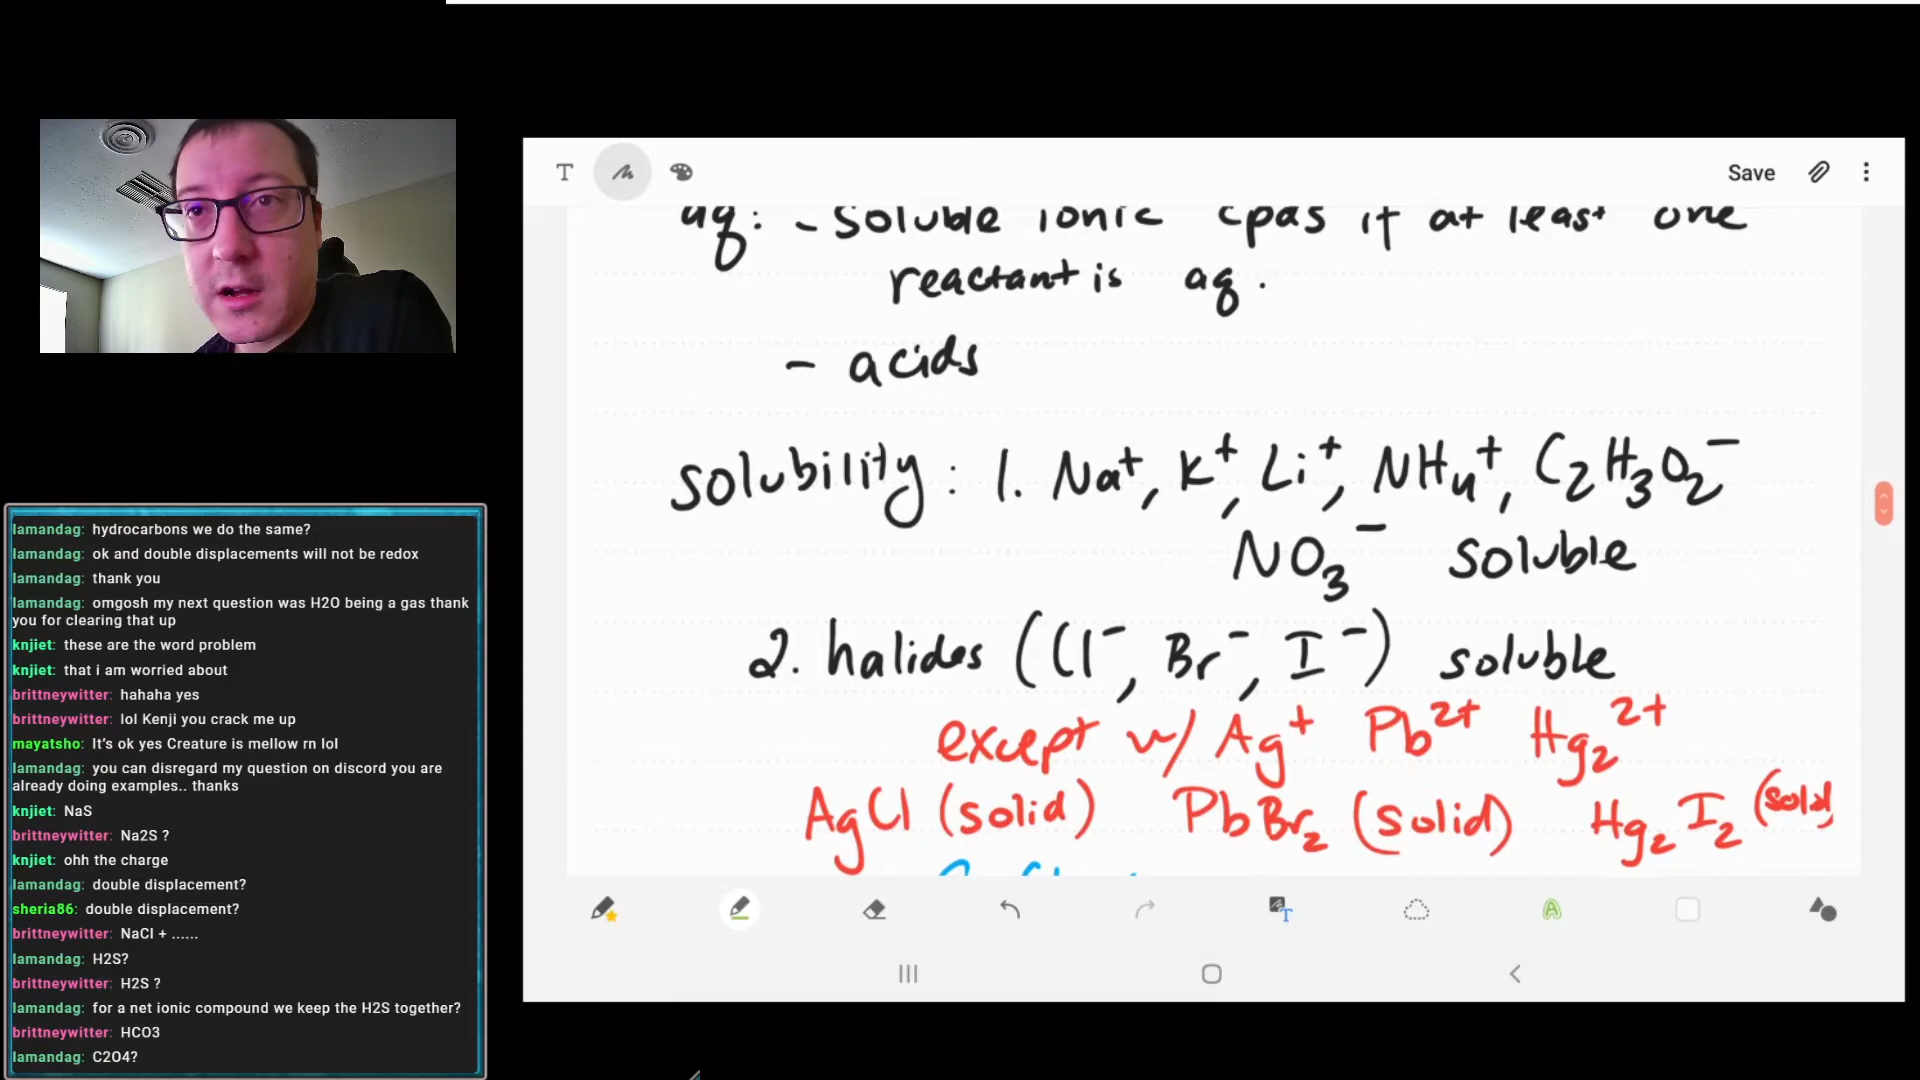 T
Save
aq: - soluble ionic cpds if at least one
reactant is aq.
- acids
solubility: 1. Na⁺, K⁺, Li⁺, NH₄⁺, C₂H₃O₂⁻
NO₃⁻ soluble
2. halides (Cl⁻, Br⁻, I⁻) soluble
except w/ Ag⁺ Pb²⁺ Hg₂²⁺
AgCl (solid) PbBr₂ (solid) Hg₂I₂ (solid)
lamandag: hydrocarbons we do the same?
lamandag: ok and double displacements will not be redox
lamandag: thank you
lamandag: omgosh my next question was H2O being a gas thank
you for clearing that up
knjiet: these are the word problem
knjiet: that i am worried about
brittneywitter: hahaha yes
brittneywitter: lol Kenji you crack me up
mayatsho: It's ok yes Creature is mellow rn lol
lamandag: you can disregard my question on discord you are
already doing examples.. thanks
knjiet: NaS
brittneywitter: Na2S ?
knjiet: ohh the charge
lamandag: double displacement?
sheria86: double displacement?
brittneywitter: NaCl + ......
lamandag: H2S?
brittneywitter: H2S ?
lamandag: for a net ionic compound we keep the H2S together?
brittneywitter: HCO3
lamandag: C2O4?